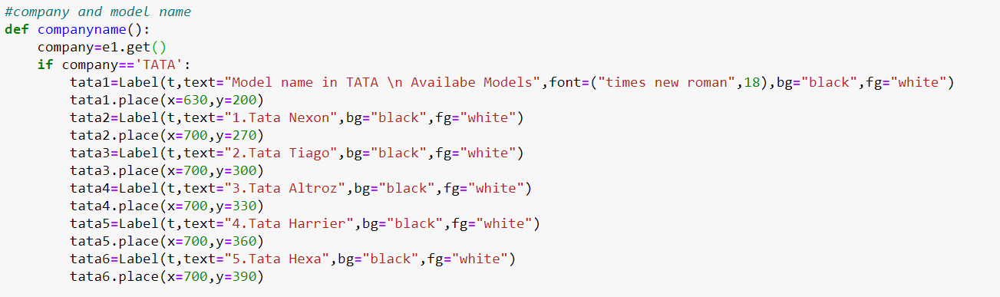 #company and model name
def companyname():
    company=e1.get()
    if company=='TATA':
        tata1=Label(t,text="Model name in TATA \n Availabe Models",font=("times new roman",18),bg="black",fg="white")
        tata1.place(x=630,y=200)
        tata2=Label(t,text="1.Tata Nexon",bg="black",fg="white")
        tata2.place(x=700,y=270)
        tata3=Label(t,text="2.Tata Tiago",bg="black",fg="white")
        tata3.place(x=700,y=300)
        tata4=Label(t,text="3.Tata Altroz",bg="black",fg="white")
        tata4.place(x=700,y=330)
        tata5=Label(t,text="4.Tata Harrier",bg="black",fg="white")
        tata5.place(x=700,y=360)
        tata6=Label(t,text="5.Tata Hexa",bg="black",fg="white")
        tata6.place(x=700,y=390)